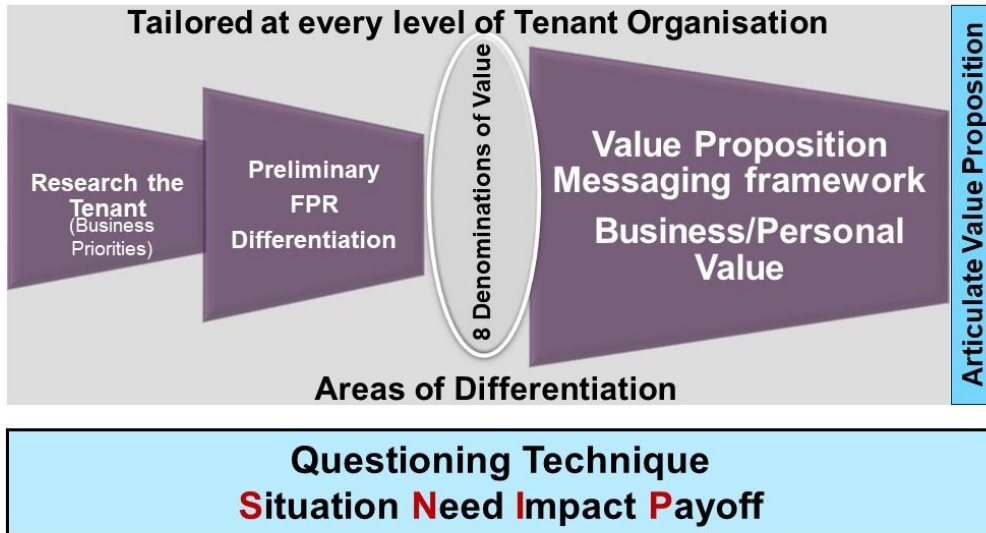 Tailored at every level of Tenant Organisation
Research the
Tenant
(Business
Priorities)
Preliminary
FPR
Differentiation
8 Denominations of Value
Value Proposition
Messaging framework
Business/Personal
Value
Articulate Value Proposition
Areas of Differentiation
Questioning Technique
Situation Need Impact Payoff